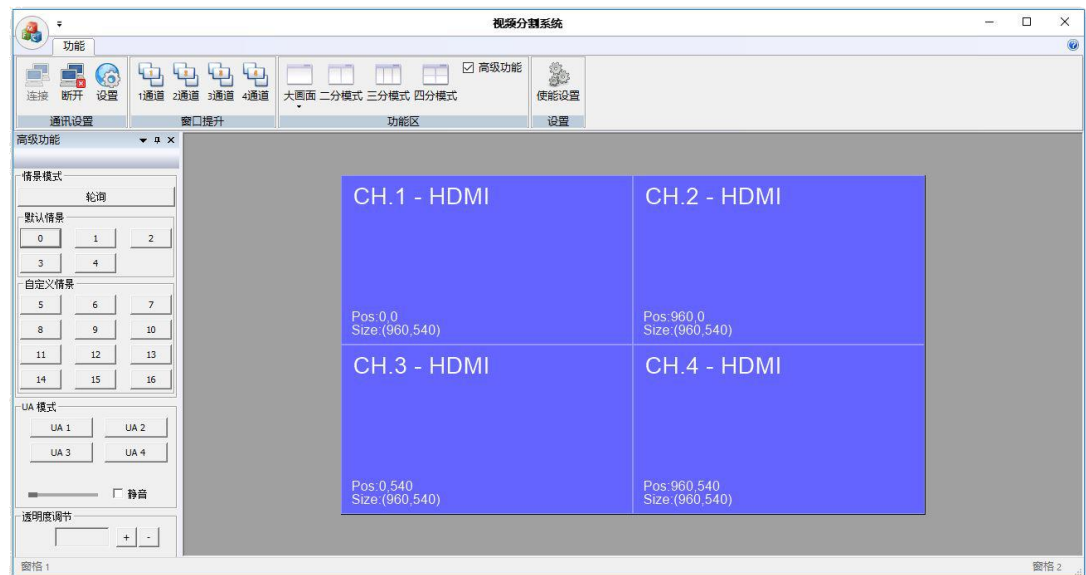 视频分割系统
功能
连接 断开 设置 1通道 2通道 3通道 4通道 大画面 二分模式 三分模式 四分模式 高级功能 使能设置
通讯设置 窗口提升 功能区 设置
高级功能
情景模式
轮询
默认情景
0 1 2
3 4
自定义情景
5 6 7
8 9 10
11 12 13
14 15 16
UA 模式
UA 1 UA 2
UA 3 UA 4
静音
透明度调节
+ -
CH.1 - HDMI
Pos:0,0
Size:(960,540)
CH.2 - HDMI
Pos:960,0
Size:(960,540)
CH.3 - HDMI
Pos:0,540
Size:(960,540)
CH.4 - HDMI
Pos:960,540
Size:(960,540)
窗格 1 窗格 2